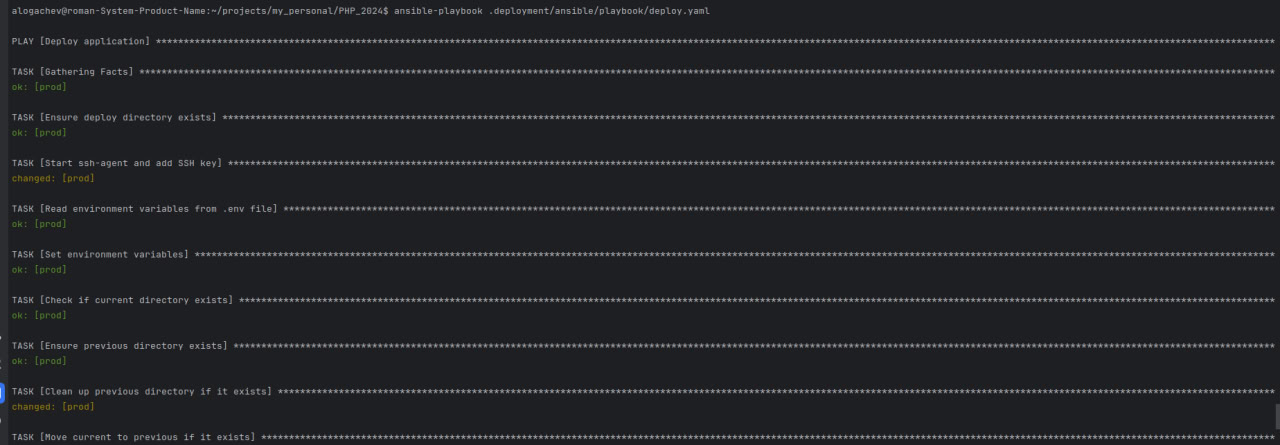 alogachev@roman-System-Product-Name:~/projects/my_personal/PHP_2024$ ansible-playbook .deployment/ansible/playbook/deploy.yaml
PLAY [Deploy application] ****************************************************************************************************************************************************************************************************************
TASK [Gathering Facts] *******************************************************************************************************************************************************************************************************************
ok: [prod]
TASK [Ensure deploy directory exists] ****************************************************************************************************************************************************************************************************
ok: [prod]
TASK [Start ssh-agent and add SSH key] ***************************************************************************************************************************************************************************************************
changed: [prod]
TASK [Read environment variables from .env file] *****************************************************************************************************************************************************************************************
ok: [prod]
TASK [Set environment variables] *********************************************************************************************************************************************************************************************************
ok: [prod]
TASK [Check if current directory exists] *************************************************************************************************************************************************************************************************
ok: [prod]
TASK [Ensure previous directory exists] **************************************************************************************************************************************************************************************************
ok: [prod]
TASK [Clean up previous directory if it exists] ******************************************************************************************************************************************************************************************
changed: [prod]
TASK [Move current to previous if it exists] *********************************************************************************************************************************************************************************************